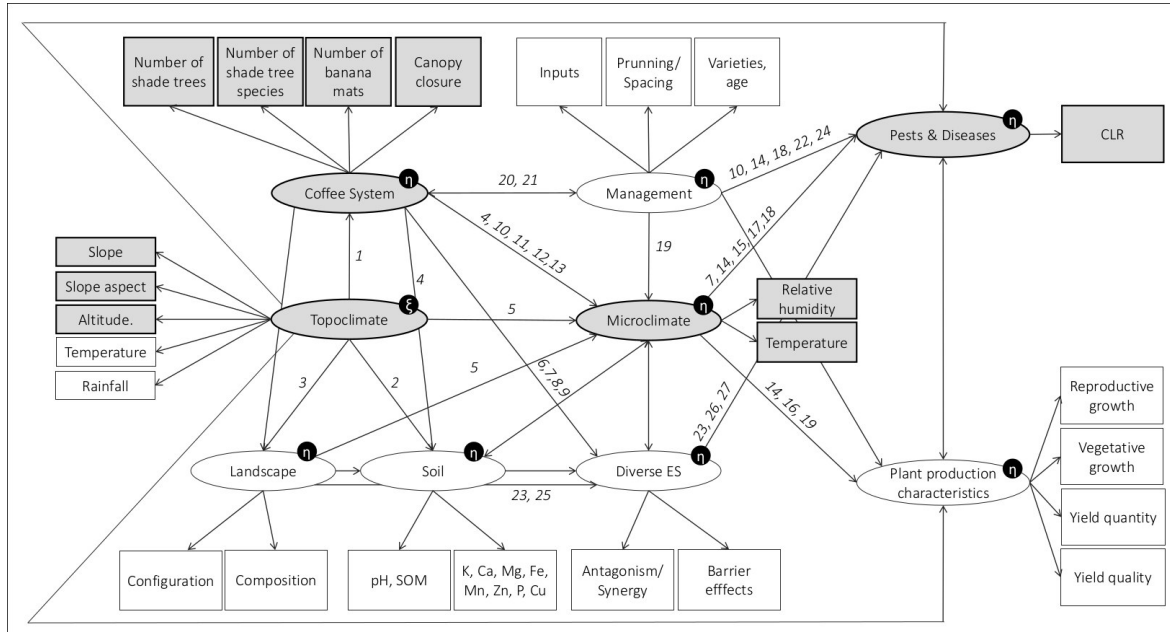 Number of
shade trees
Number of
shade tree
species
Number of
banana
mats
Canopy
closure
Inputs
Prunning/
Spacing
Varieties,
age
Pests & Diseases
η
CLR
10, 14, 18, 22, 24
Coffee System
η
20, 21
Management
η
4, 10, 11, 12,13
7, 14, 15, 17,18
19
1
4
Slope
Slope aspect
Altitude.
Temperature
Rainfall
Topoclimate
ξ
5
Microclimate
η
Relative
humidity
Temperature
3
2
5
6,7,8,9
14, 16, 19
23, 26, 27
Landscape
η
Soil
η
Diverse ES
η
23, 25
Plant production
characteristics
η
Reproductive
growth
Vegetative
growth
Yield quantity
Yield quality
Configuration
Composition
pH, SOM
K, Ca, Mg, Fe,
Mn, Zn, P, Cu
Antagonism/
Synergy
Barrier
efffects